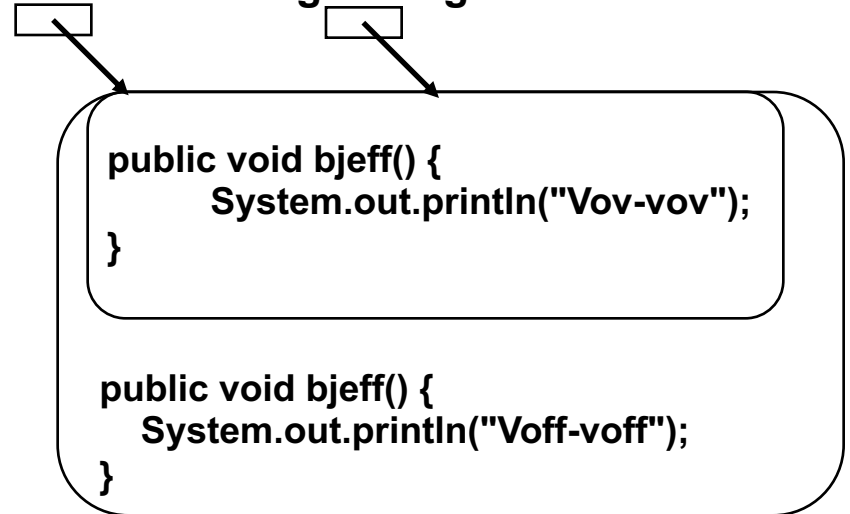 public void bjeff() {
System.out.println("Vov-vov");
}
public void bjeff() {
System.out.println("Voff-voff");
}